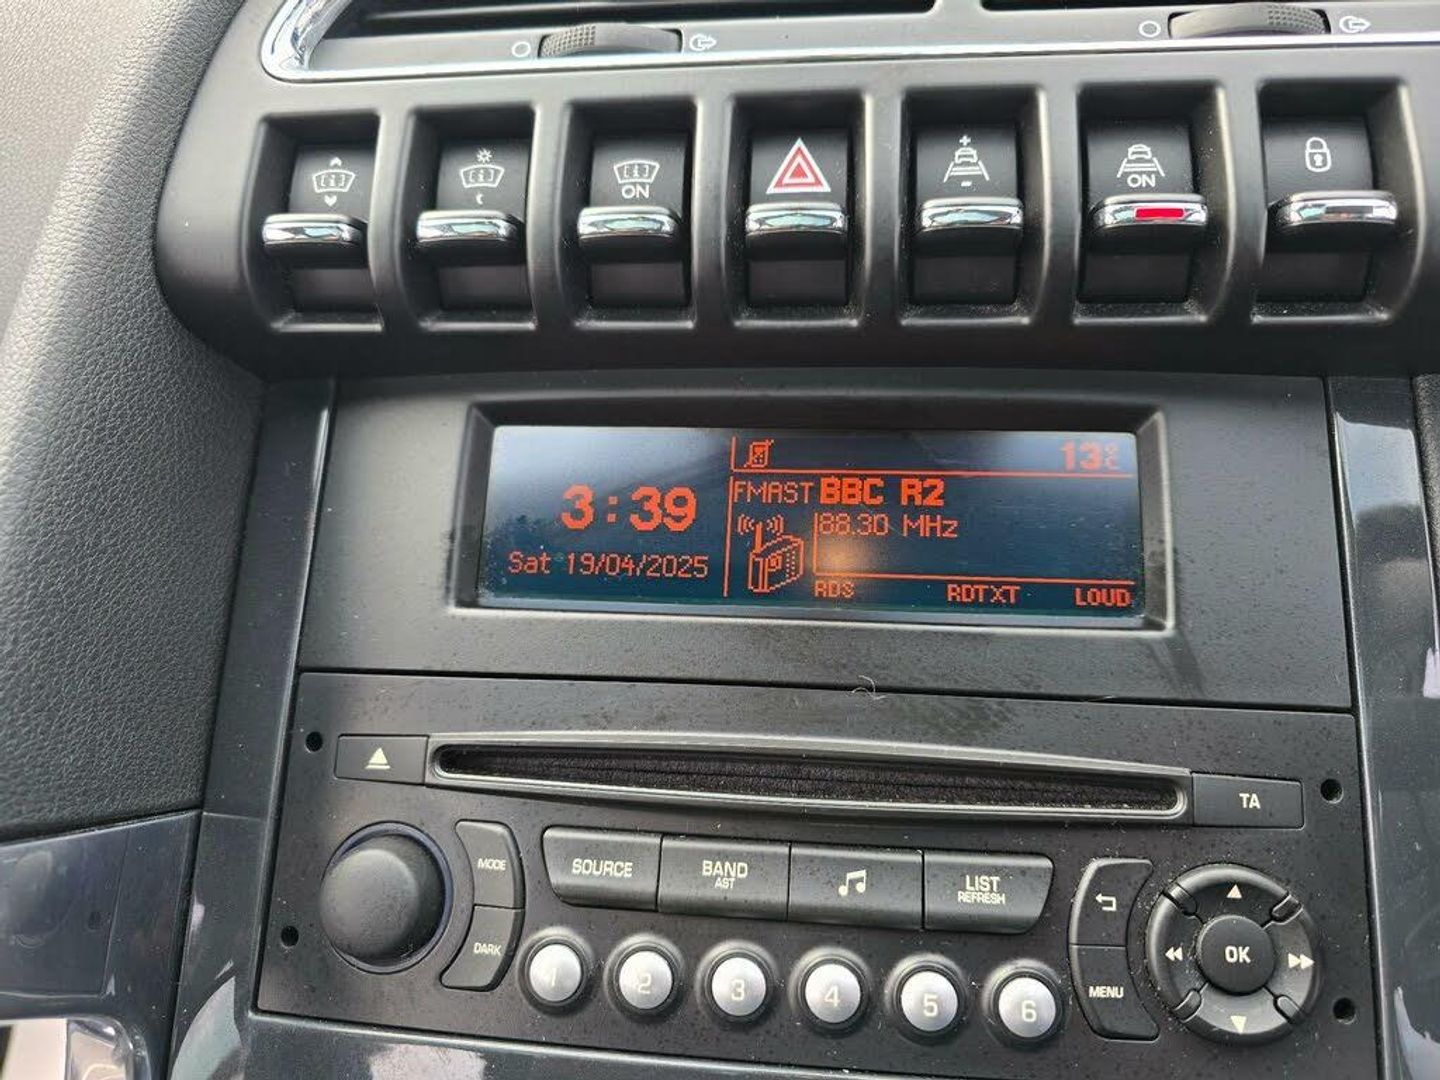 ON
ON
13°C
3:39
Sat 19/04/2025
FMAST BBC R2
88.30 MHz
RDS RDTXT LOUD
TA
MODE
DARK
SOURCE
BAND
AST
LIST
REFRESH
OK
MENU
1 2 3 4 5 6